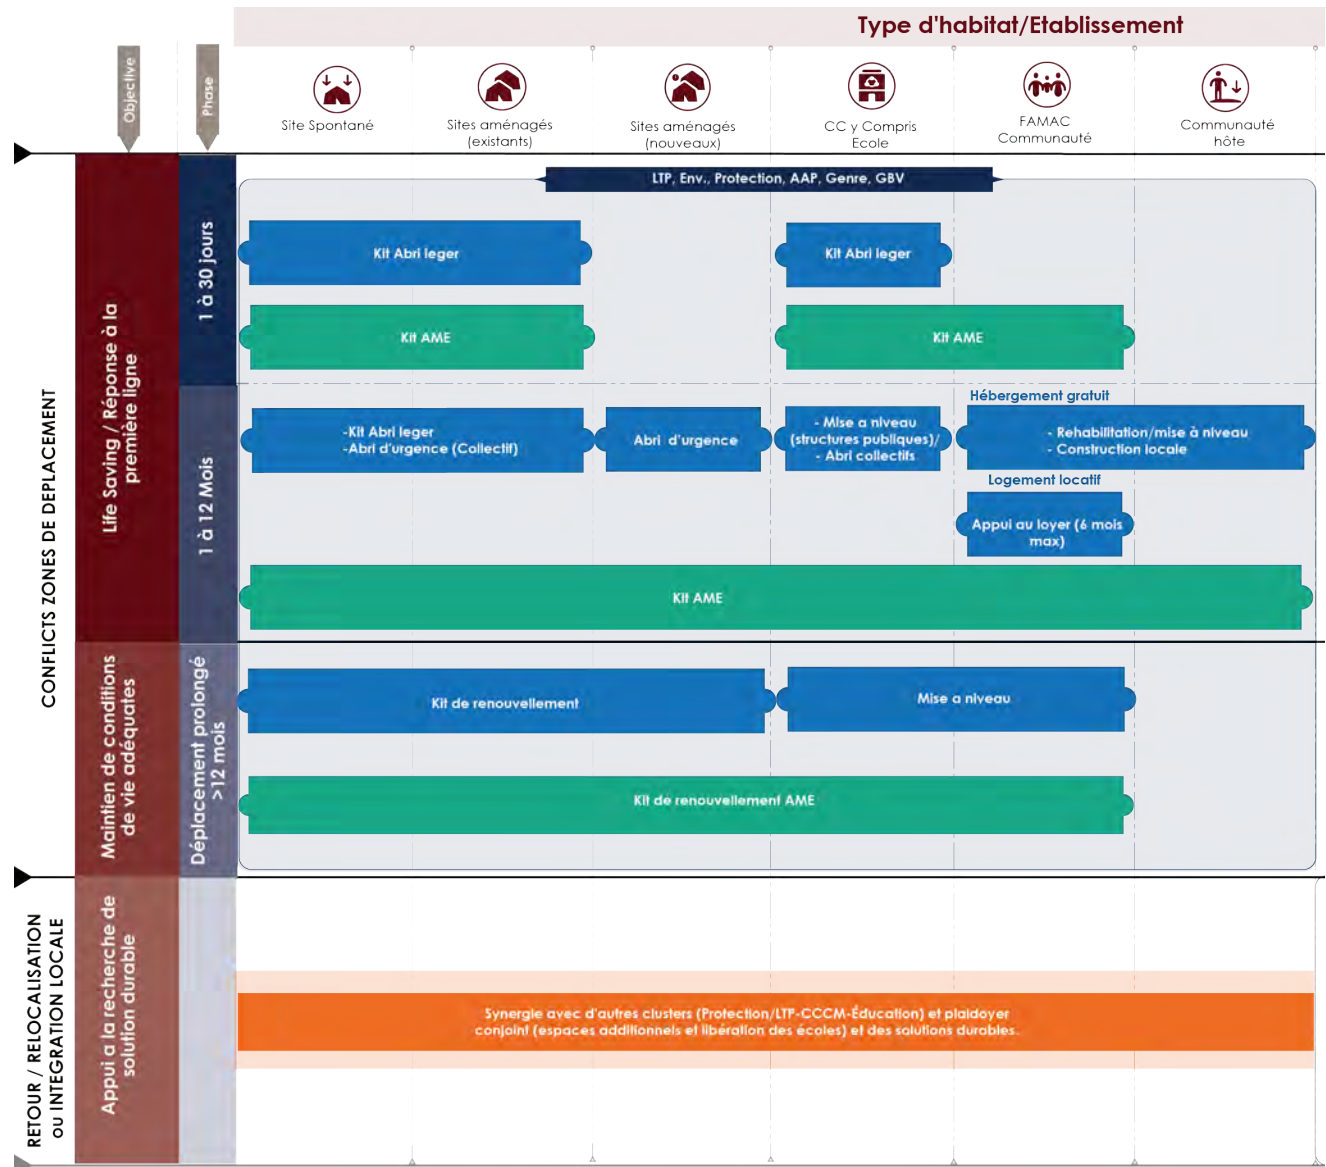 Type d'habitat/Etablissement
Objective
Phase
Site Spontané
Sites aménagés
(existants)
Sites aménagés
(nouveaux)
CC y Compris
Ecole
FAMAC
Communauté
Communauté
hôte
CONFLICTS ZONES DE DEPLACEMENT
Life Saving / Réponse à la
première ligne
1 à 30 jours
LTP, Env., Protection, AAP, Genre, GBV
Kit Abri leger
Kit Abri leger
Kit AME
Kit AME
1 à 12 Mois
-Kit Abri leger
-Abri d'urgence (Collectif)
Abri d'urgence
- Mise a niveau
(structures publiques)/
- Abri collectifs
Hébergement gratuit
- Rehabilitation/mise à niveau
- Construction locale
Logement locatif
Appui au loyer (6 mois
max)
Kit AME
Maintien de conditions
de vie adéquates
Déplacement prolongé
>12 mois
Kit de renouvellement
Mise a niveau
Kit de renouvellement AME
RETOUR / RELOCALISATION
ou INTEGRATION LOCALE
Appui a la recherche de
solution durable
Synergie avec d'autres clusters (Protection/LTP-CCCM-Éducation) et plaidoyer
conjoint (espaces additionnels et libération des écoles) et des solutions durables.